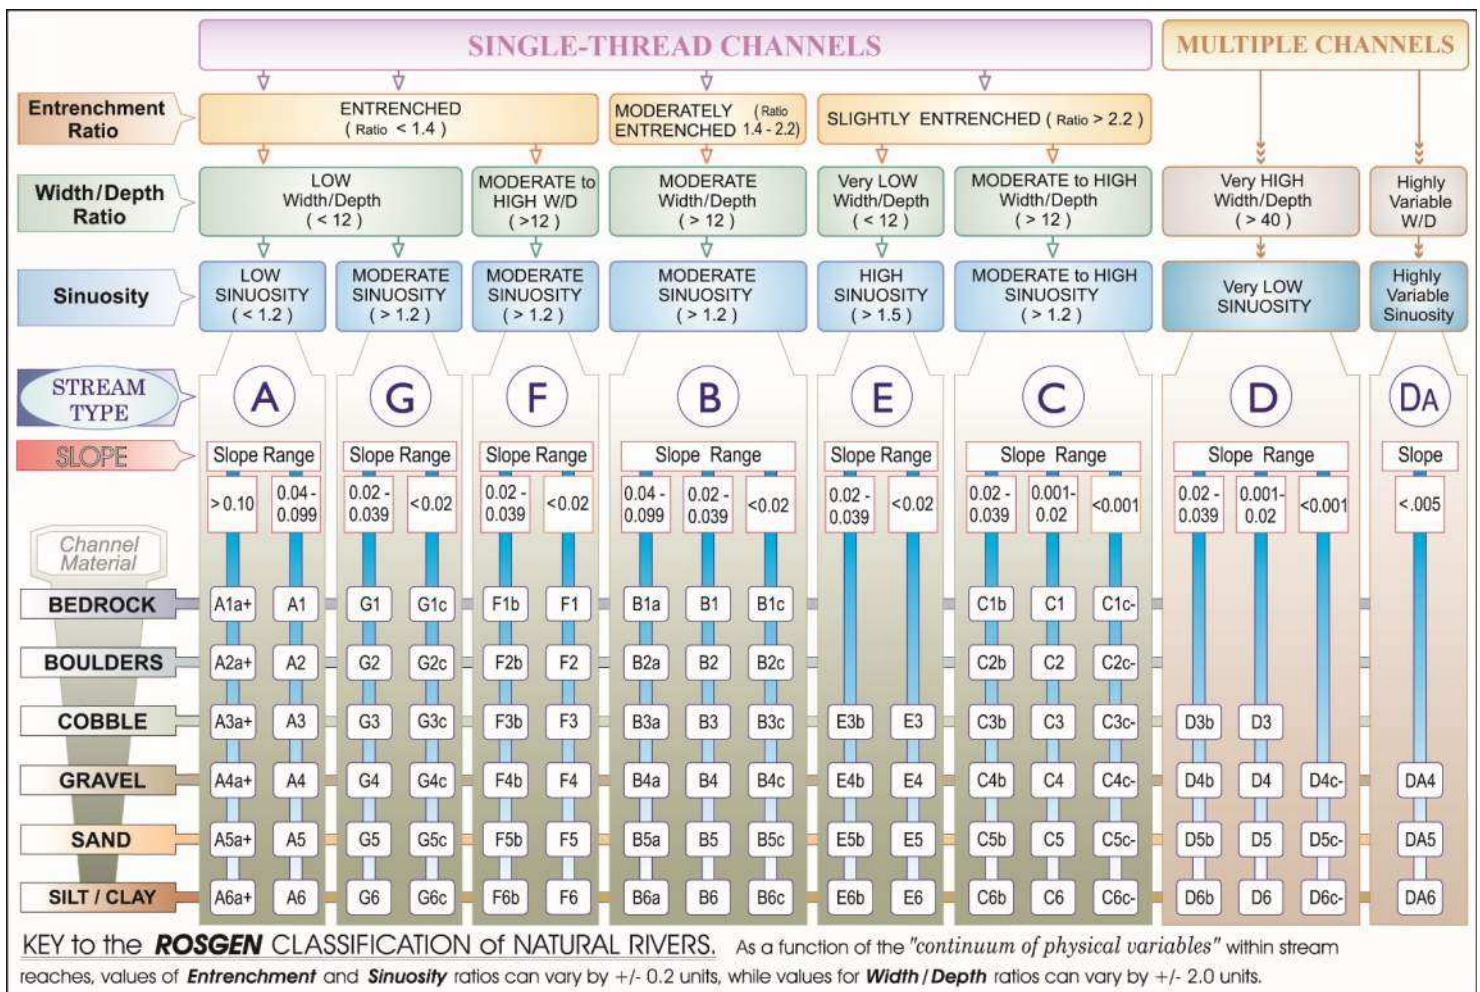 SINGLE-THREAD CHANNELS
MULTIPLE CHANNELS
Entrenchment
Ratio
ENTRENCHED
( Ratio < 1.4 )
MODERATELY ( Ratio
ENTRENCHED 1.4 - 2.2)
SLIGHTLY ENTRENCHED ( Ratio > 2.2 )
Width/Depth
Ratio
LOW
Width/Depth
( < 12 )
MODERATE to
HIGH W/D
( >12 )
MODERATE
Width/Depth
( > 12 )
Very LOW
Width/Depth
( < 12 )
MODERATE to HIGH
Width/Depth
( > 12 )
Very HIGH
Width/Depth
( > 40 )
Highly
Variable
W/D
Sinuosity
LOW
SINUOSITY
( < 1.2 )
MODERATE
SINUOSITY
( > 1.2 )
MODERATE
SINUOSITY
( > 1.2 )
MODERATE
SINUOSITY
( > 1.2 )
HIGH
SINUOSITY
( > 1.5 )
MODERATE to HIGH
SINUOSITY
( > 1.2 )
Very LOW
SINUOSITY
Highly
Variable
Sinuosity
STREAM
TYPE
A G F B E C D DA
SLOPE
Slope Range Slope Range Slope Range Slope Range Slope Range Slope Range Slope Range Slope
> 0.10
0.04 -
0.099
0.02 -
0.039
<0.02
0.02 -
0.039
<0.02
0.04 -
0.099
0.02 -
0.039
<0.02
0.02 -
0.039
<0.02
0.02 -
0.039
0.001-
0.02
<0.001
0.02 -
0.039
0.001-
0.02
<0.001
<.005
Channel
Material
BEDROCK A1a+ A1 G1 G1c F1b F1 B1a B1 B1c C1b C1 C1c-
BOULDERS A2a+ A2 G2 G2c F2b F2 B2a B2 B2c C2b C2 C2c-
COBBLE A3a+ A3 G3 G3c F3b F3 B3a B3 B3c E3b E3 C3b C3 C3c- D3b D3
GRAVEL A4a+ A4 G4 G4c F4b F4 B4a B4 B4c E4b E4 C4b C4 C4c- D4b D4 D4c- DA4
SAND A5a+ A5 G5 G5c F5b F5 B5a B5 B5c E5b E5 C5b C5 C5c- D5b D5 D5c- DA5
SILT / CLAY A6a+ A6 G6 G6c F6b F6 B6a B6 B6c E6b E6 C6b C6 C6c- D6b D6 D6c- DA6
KEY to the ROSGEN CLASSIFICATION of NATURAL RIVERS. As a function of the "continuum of physical variables" within stream
reaches, values of Entrenchment and Sinuosity ratios can vary by +/- 0.2 units, while values for Width / Depth ratios can vary by +/- 2.0 units.